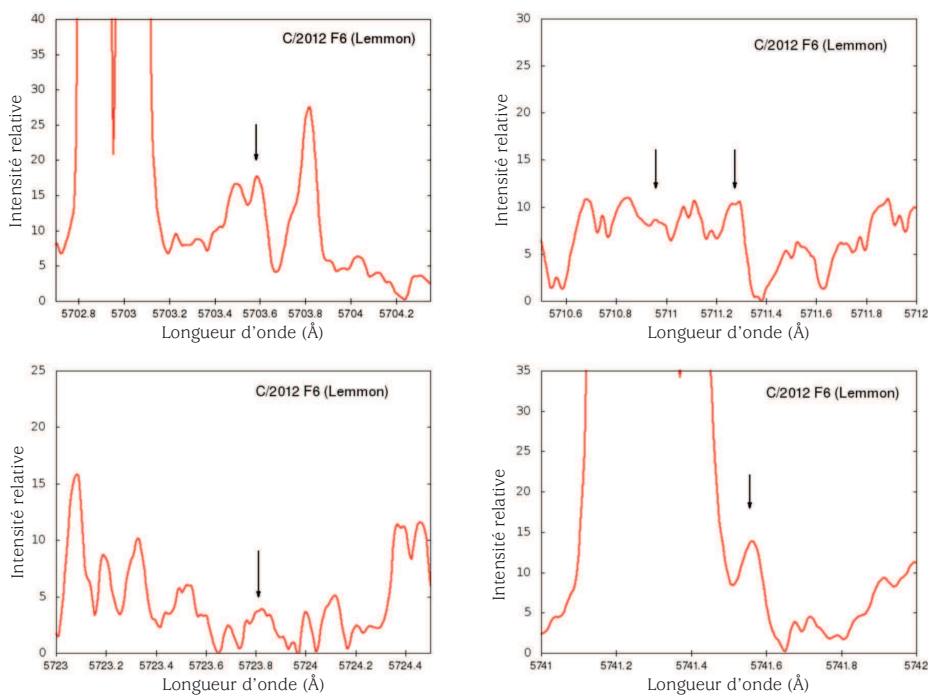 40
35
30
25
20
15
10
5
0
Intensité relative
C/2012 F6 (Lemmon)
5702.8 5703 5703.2 5703.4 5703.6 5703.8 5704 5704.2
Longueur d'onde (Å)
30
25
20
15
10
5
0
Intensité relative
C/2012 F6 (Lemmon)
5710.6 5710.8 5711 5711.2 5711.4 5711.6 5711.8 5712
Longueur d'onde (Å)
25
20
15
10
5
0
Intensité relative
C/2012 F6 (Lemmon)
5723 5723.2 5723.4 5723.6 5723.8 5724 5724.2 5724.4
Longueur d'onde (Å)
35
30
25
20
15
10
5
0
Intensité relative
C/2012 F6 (Lemmon)
5741 5741.2 5741.4 5741.6 5741.8 5742
Longueur d'onde (Å)